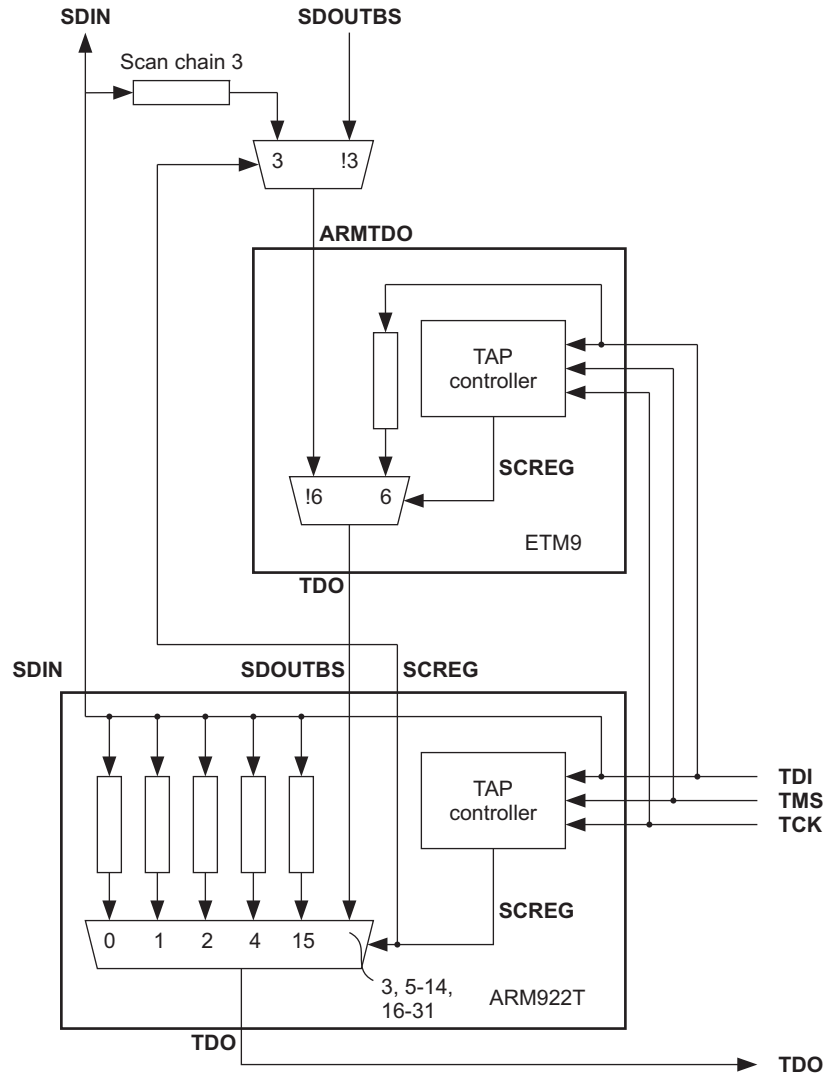 SDIN
SDOUTBS
Scan chain 3
3
!3
ARMTDO
TAP
controller
SCREG
!6
6
ETM9
TDO
SDIN
SDOUTBS
SCREG
TAP
controller
TDI
TMS
TCK
SCREG
0
1
2
4
15
3, 5-14,
16-31
ARM922T
TDO
TDO